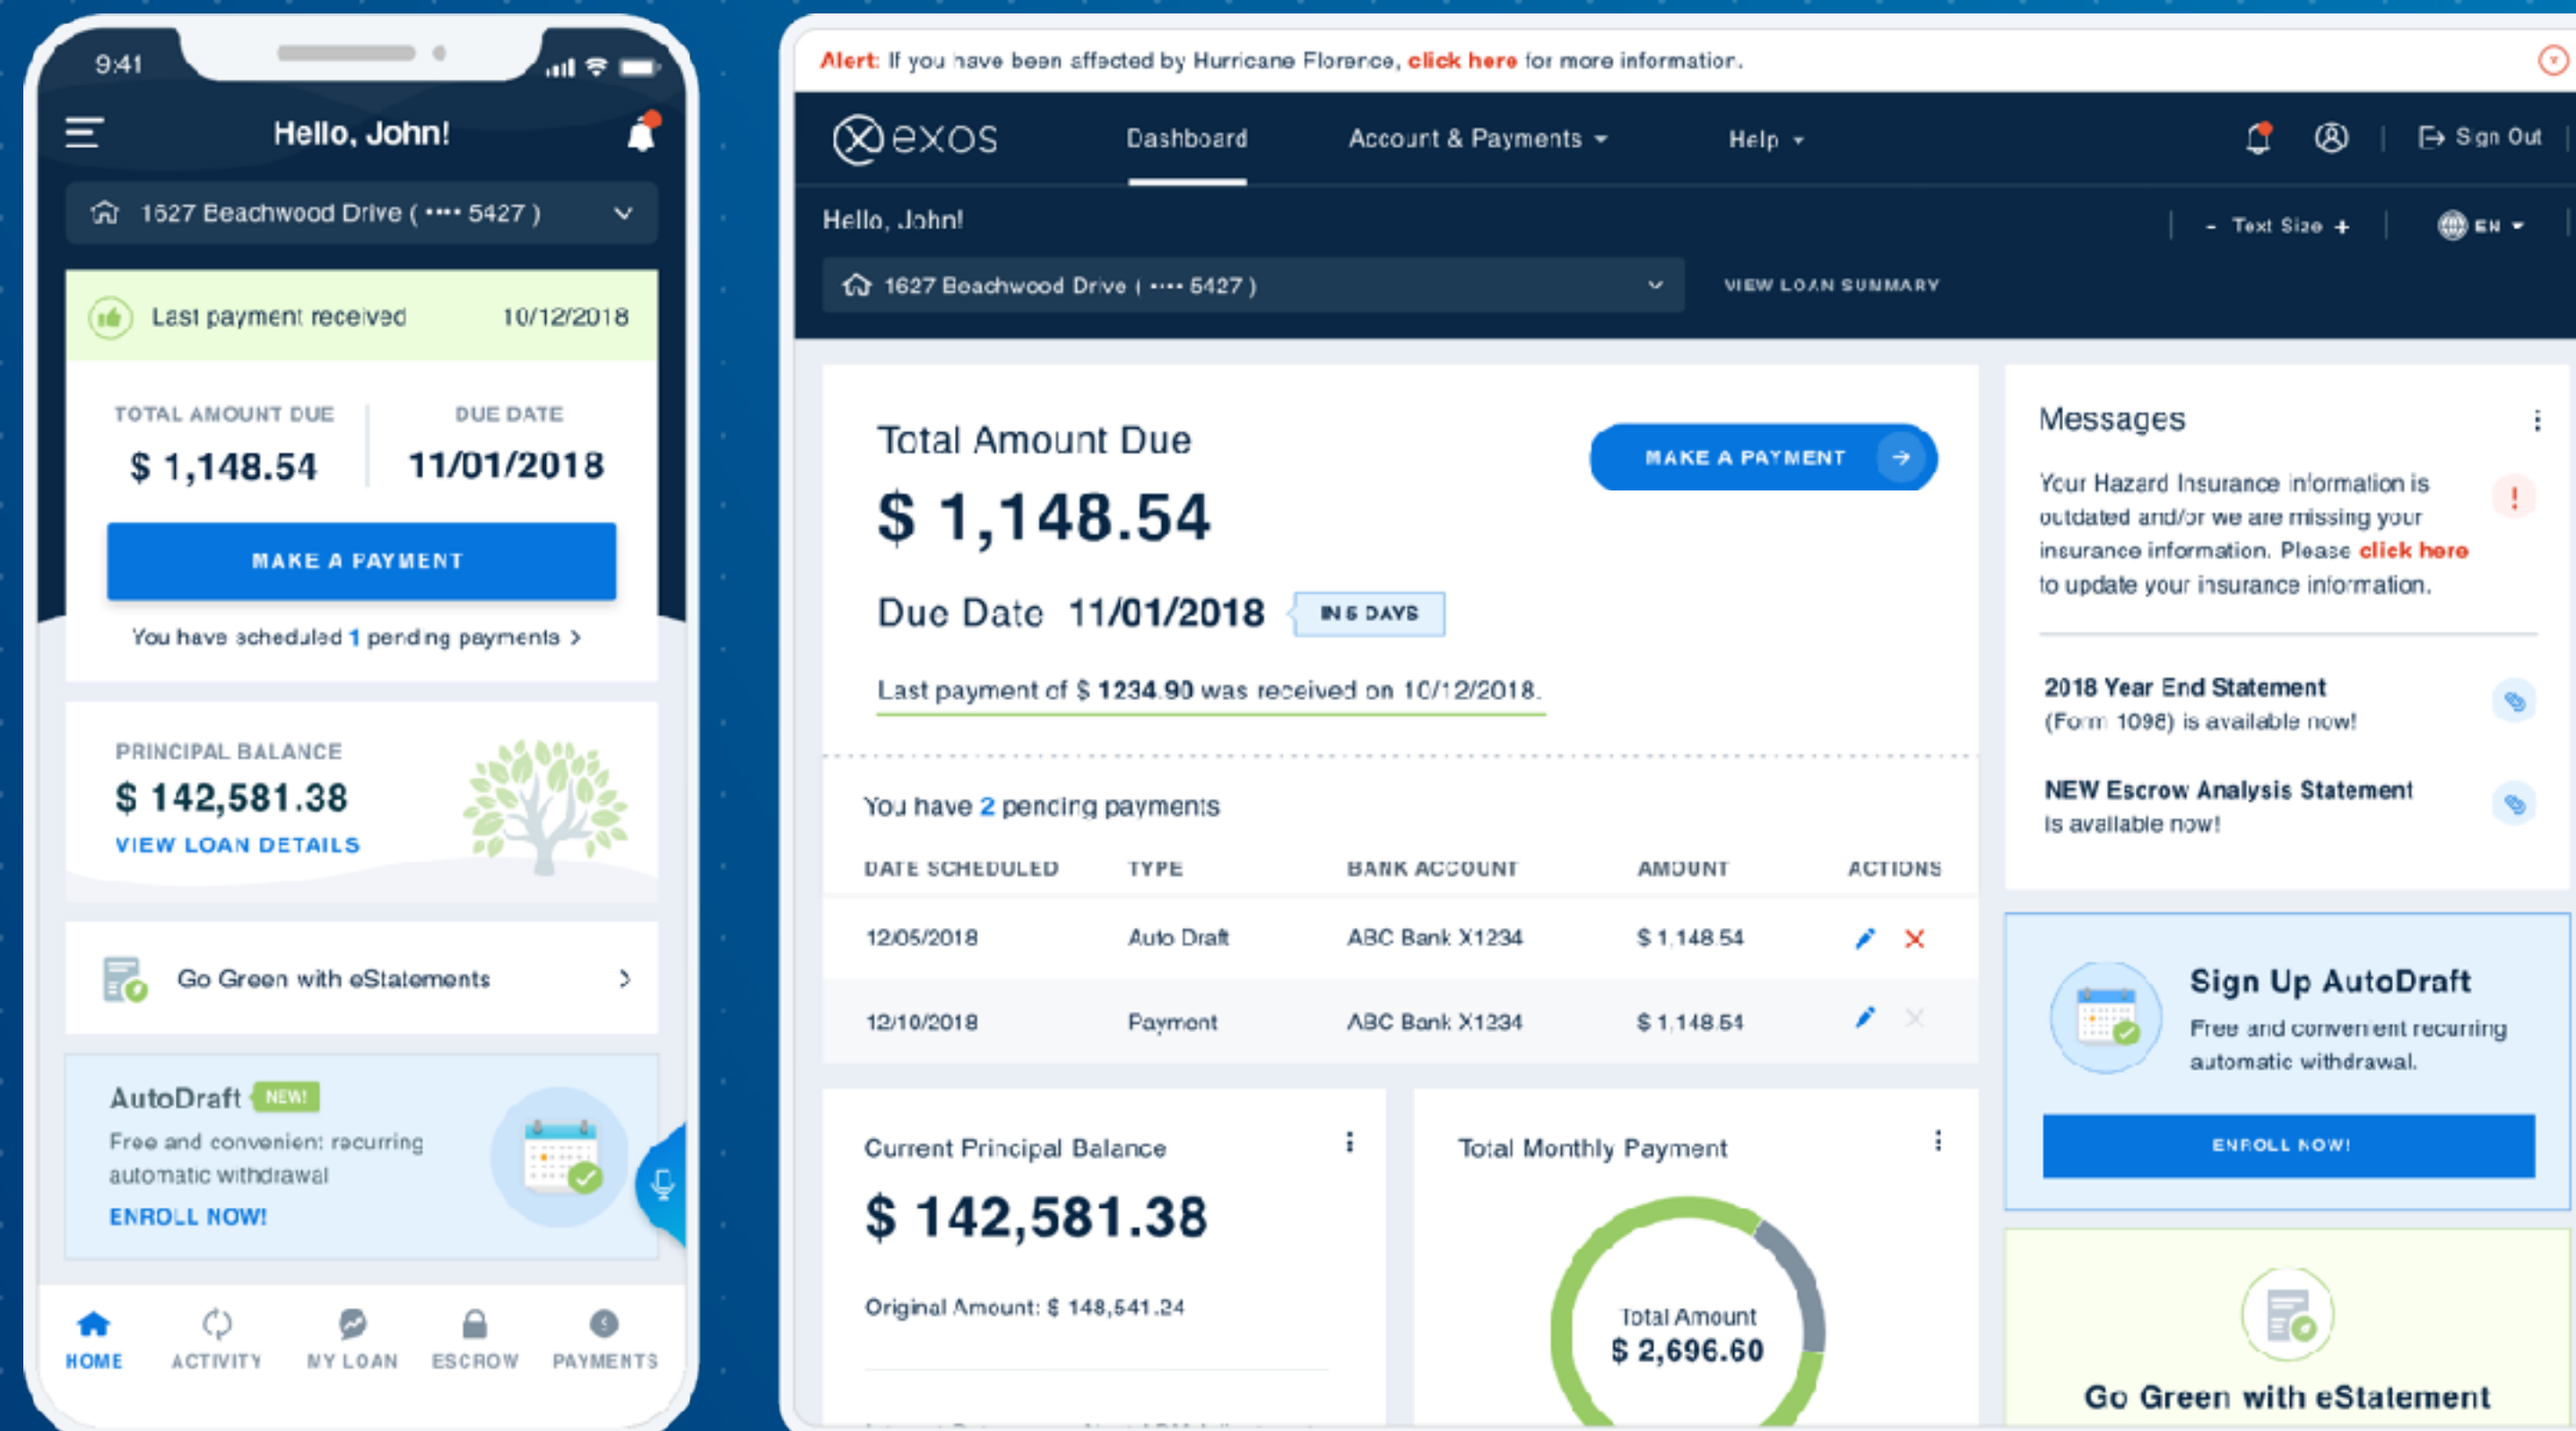 9:41
Hello, John!
1627 Beachwood Drive ( •••• 5427 )
Last payment received 10/12/2018
TOTAL AMOUNT DUE DUE DATE
$ 1,148.54 11/01/2018
MAKE A PAYMENT
You have scheduled 1 pending payments >
PRINCIPAL BALANCE
$ 142,581.38
VIEW LOAN DETAILS
Go Green with eStatements
AutoDraft NEW!
Free and convenient recurring
automatic withdrawal
ENROLL NOW!
HOME ACTIVITY MY LOAN ESCROW PAYMENTS
Alert: If you have been affected by Hurricane Florence, click here for more information.
exos Dashboard Account & Payments Help Sign Out
Hello, John!
- Text Size + EN
1627 Beachwood Drive ( •••• 5427 ) VIEW LOAN SUMMARY
Total Amount Due
$ 1,148.54
MAKE A PAYMENT
Due Date 11/01/2018 IN 5 DAYS
Last payment of $ 1234.90 was received on 10/12/2018.
You have 2 pending payments
DATE SCHEDULED TYPE BANK ACCOUNT AMOUNT ACTIONS
12/05/2018 Auto Draft ABC Bank X1234 $ 1,148.54
12/10/2018 Payment ABC Bank X1234 $ 1,148.54
Current Principal Balance
$ 142,581.38
Original Amount: $ 148,541.24
Total Monthly Payment
Total Amount
$ 2,696.60
Messages
Your Hazard Insurance information is
outdated and/or we are missing your
insurance information. Please click here
to update your insurance information.
2018 Year End Statement
(Form 1098) is available now!
NEW Escrow Analysis Statement
is available now!
Sign Up AutoDraft
Free and convenient recurring
automatic withdrawal.
ENROLL NOW!
Go Green with eStatement